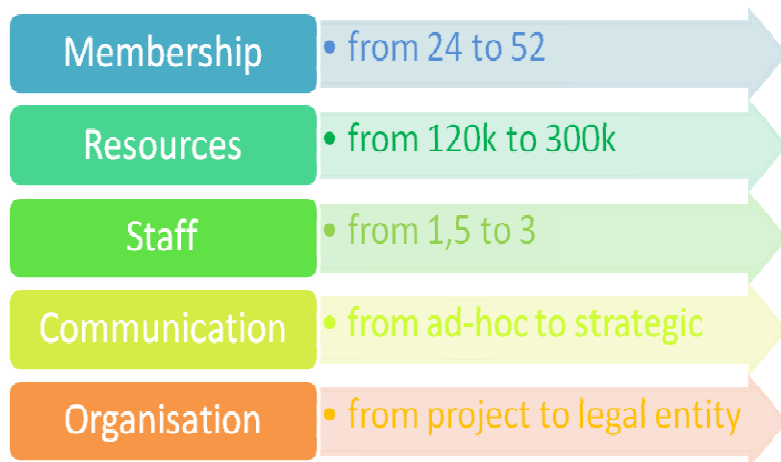 Membership
• from 24 to 52
Resources
• from 120k to 300k
Staff
• from 1,5 to 3
Communication
• from ad-hoc to strategic
Organisation
• from project to legal entity